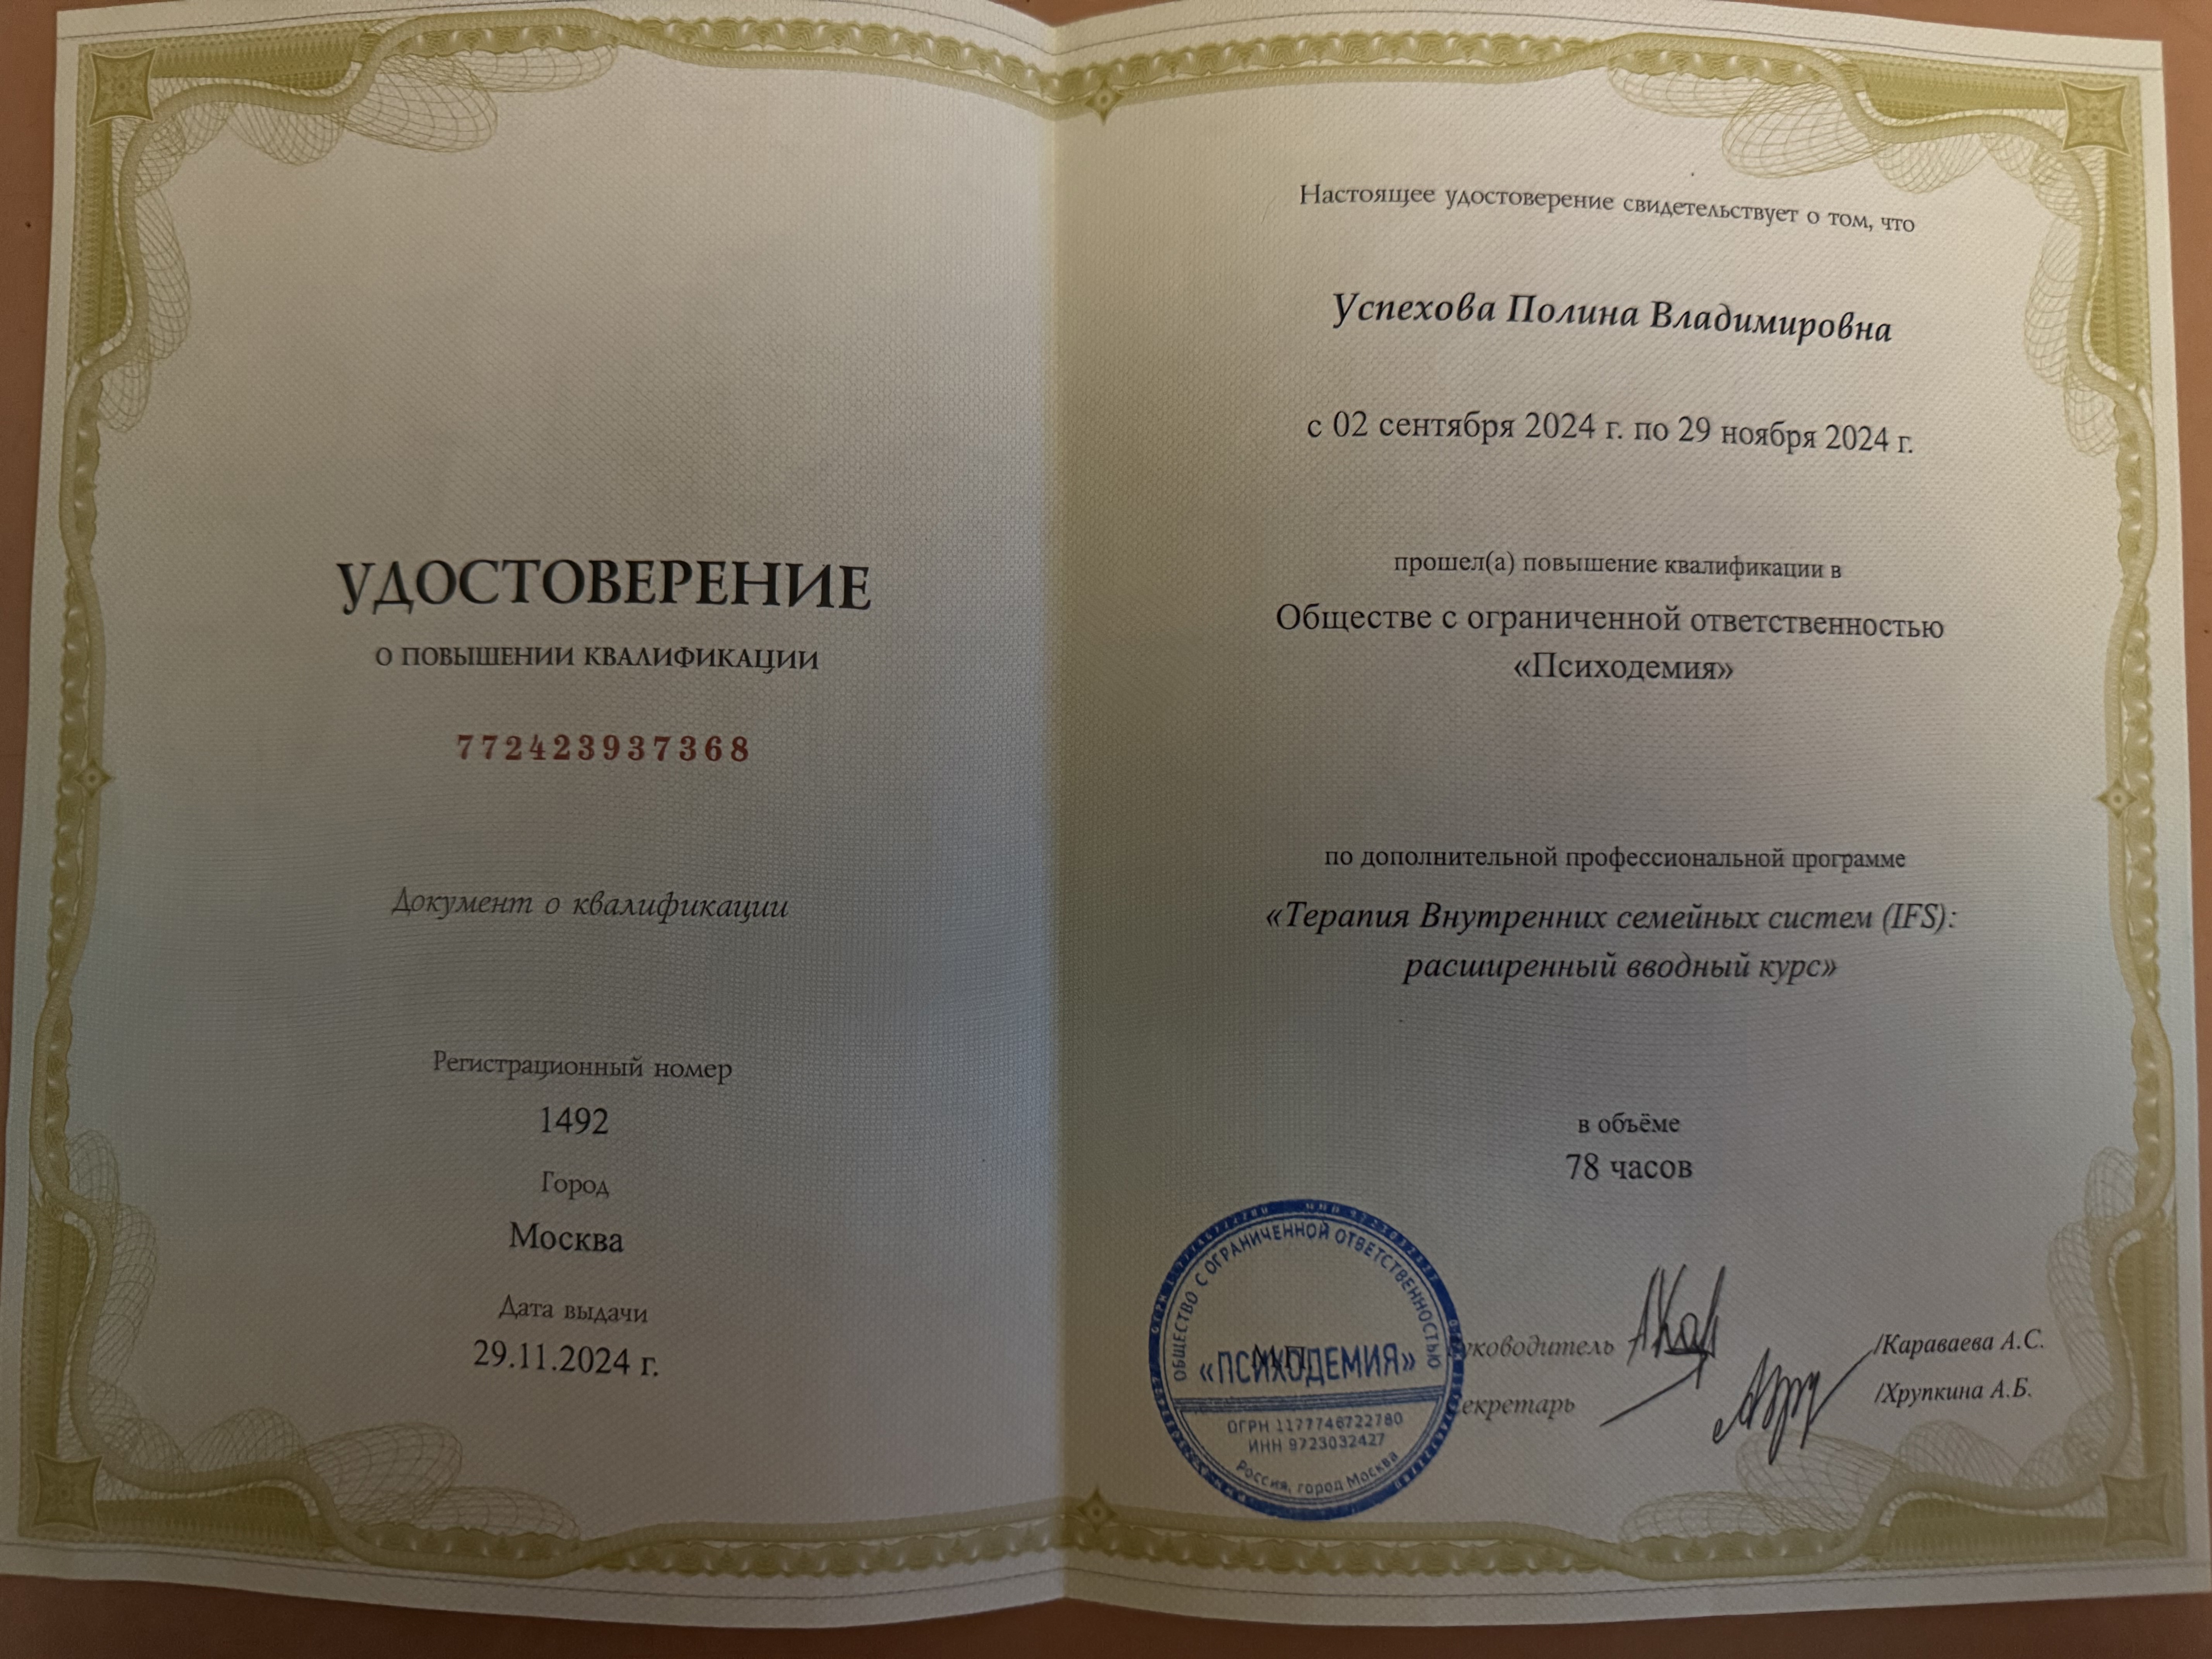 УДОСТОВЕРЕНИЕ
О ПОВЫШЕНИИ КВАЛИФИКАЦИИ
772423937368
Документ о квалификации
Регистрационный номер
1492
Город
Москва
Дата выдачи
29.11.2024 г.
Настоящее удостоверение свидетельствует о том, что
Успехова Полина Владимировна
с 02 сентября 2024 г. по 29 ноября 2024 г.
прошел(а) повышение квалификации в
Обществе с ограниченной ответственностью
«Психодемия»
по дополнительной профессиональной программе
«Терапия Внутренних семейных систем (IFS):
расширенный вводный курс»
в объёме
78 часов
М.П.
Руководитель
/Караваева А.С.
Секретарь
/Хрупкина А.Б.
ОБЩЕСТВО С ОГРАНИЧЕННОЙ ОТВЕТСТВЕННОСТЬЮ
«ПСИХОДЕМИЯ»
ОГРН 1177746722780
ИНН 9723032427
Россия, город Москва